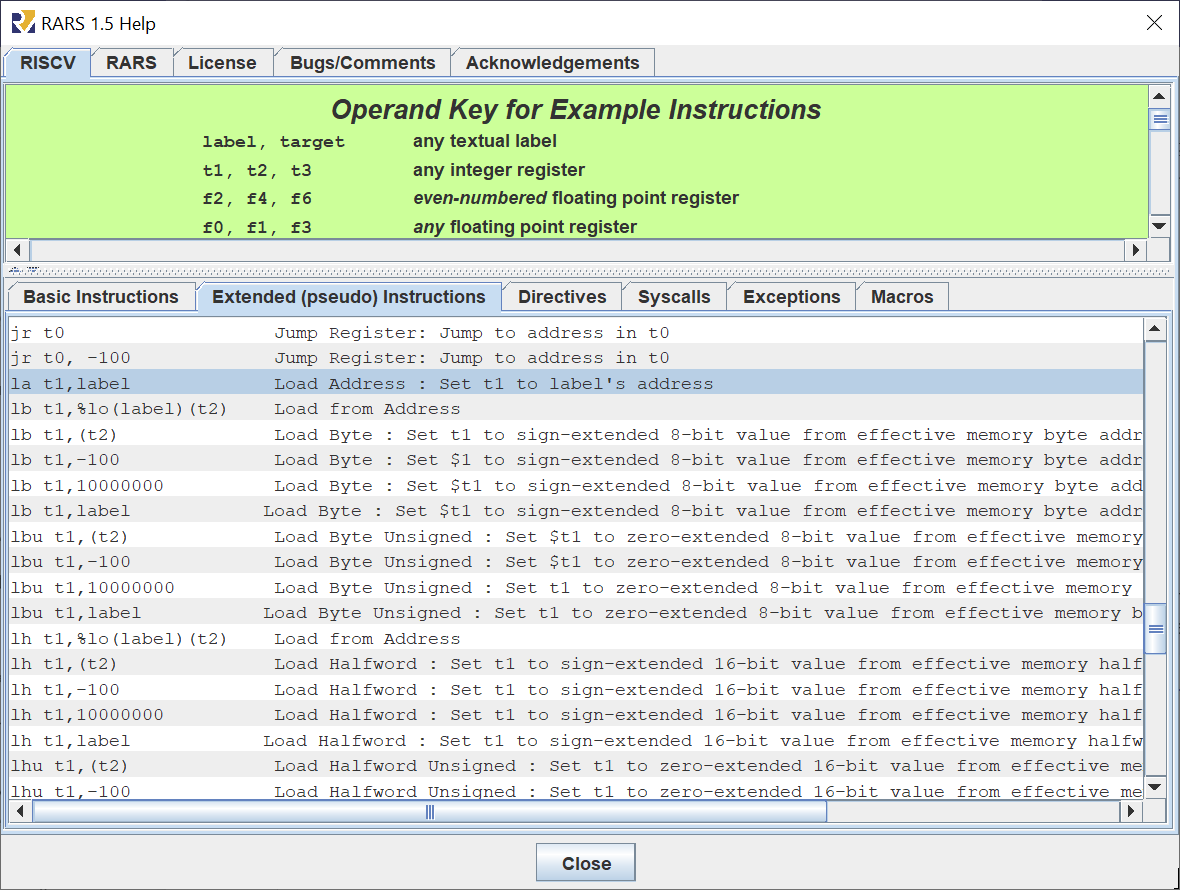 RARS 1.5 Help
RISCV RARS License Bugs/Comments Acknowledgements
Operand Key for Example Instructions
label, target any textual label
t1, t2, t3 any integer register
f2, f4, f6 even-numbered floating point register
f0, f1, f3 any floating point register
Basic Instructions Extended (pseudo) Instructions Directives Syscalls Exceptions Macros
jr t0 Jump Register: Jump to address in t0
jr t0, -100 Jump Register: Jump to address in t0
la t1,label Load Address : Set t1 to label's address
lb t1,%lo(label)(t2) Load from Address
lb t1,(t2) Load Byte : Set t1 to sign-extended 8-bit value from effective memory byte addr
lb t1,-100 Load Byte : Set $1 to sign-extended 8-bit value from effective memory byte addr
lb t1,10000000 Load Byte : Set $t1 to sign-extended 8-bit value from effective memory byte add
lb t1,label Load Byte : Set $t1 to sign-extended 8-bit value from effective memory byte addr
lbu t1,(t2) Load Byte Unsigned : Set $t1 to zero-extended 8-bit value from effective memory
lbu t1,-100 Load Byte Unsigned : Set $t1 to zero-extended 8-bit value from effective memory
lbu t1,10000000 Load Byte Unsigned : Set t1 to zero-extended 8-bit value from effective memory
lbu t1,label Load Byte Unsigned : Set t1 to zero-extended 8-bit value from effective memory b
lh t1,%lo(label)(t2) Load from Address
lh t1,(t2) Load Halfword : Set t1 to sign-extended 16-bit value from effective memory half
lh t1,-100 Load Halfword : Set t1 to sign-extended 16-bit value from effective memory half
lh t1,10000000 Load Halfword : Set t1 to sign-extended 16-bit value from effective memory half
lh t1,label Load Halfword : Set t1 to sign-extended 16-bit value from effective memory halfw
lhu t1,(t2) Load Halfword Unsigned : Set t1 to zero-extended 16-bit value from effective me
lhu t1,-100 Load Halfword Unsigned : Set t1 to zero-extended 16-bit value from effective me
Close